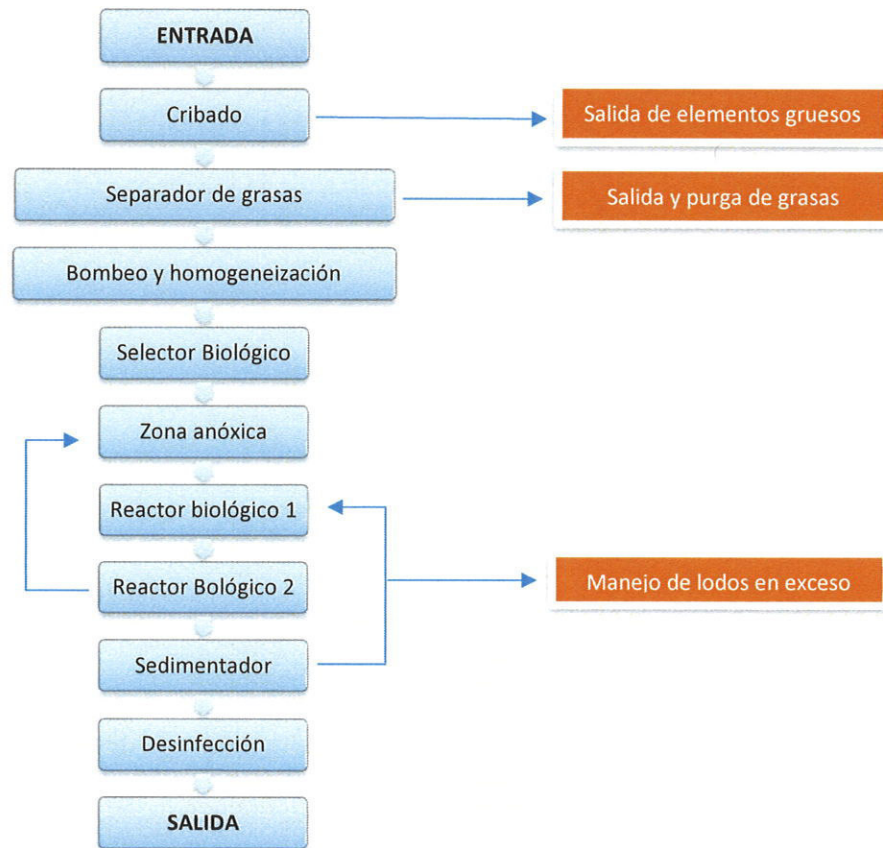 ENTRADA
Cribado
Salida de elementos gruesos
Separador de grasas
Salida y purga de grasas
Bombeo y homogeneización
Selector Biológico
Zona anóxica
Reactor biológico 1
Reactor Bológico 2
Manejo de lodos en exceso
Sedimentador
Desinfección
SALIDA